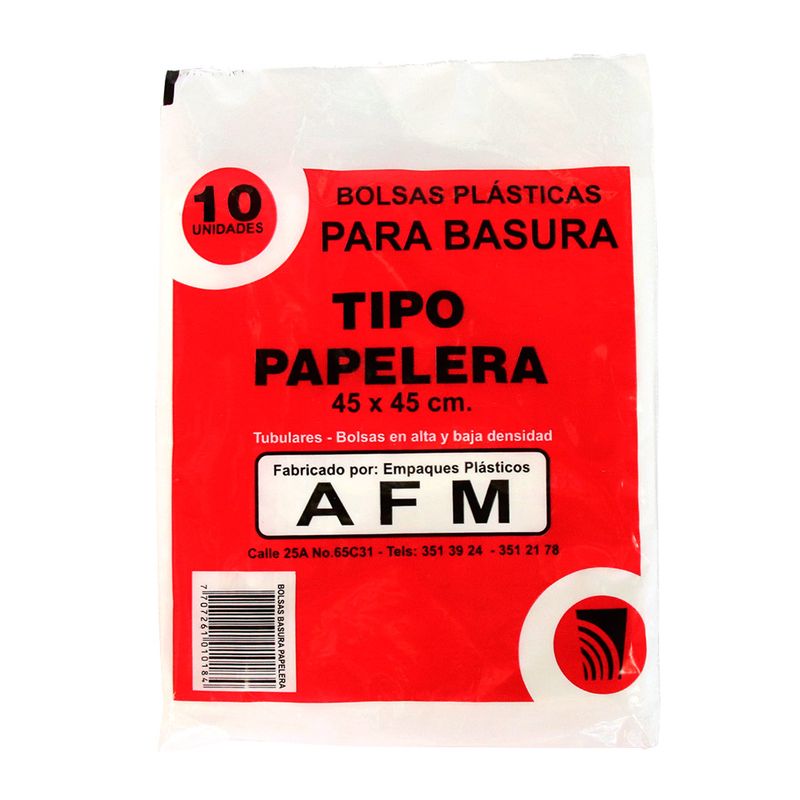 10
UNIDADES
BOLSAS PLÁSTICAS
PARA BASURA
TIPO
PAPELERA
45 x 45 cm.
Tubulares - Bolsas en alta y baja densidad
Fabricado por: Empaques Plásticos
A F M
Calle 25A No.65C31 - Tels: 351 39 24 - 351 21 78
BOLSAS BASURA PAPELERA
7707261010184